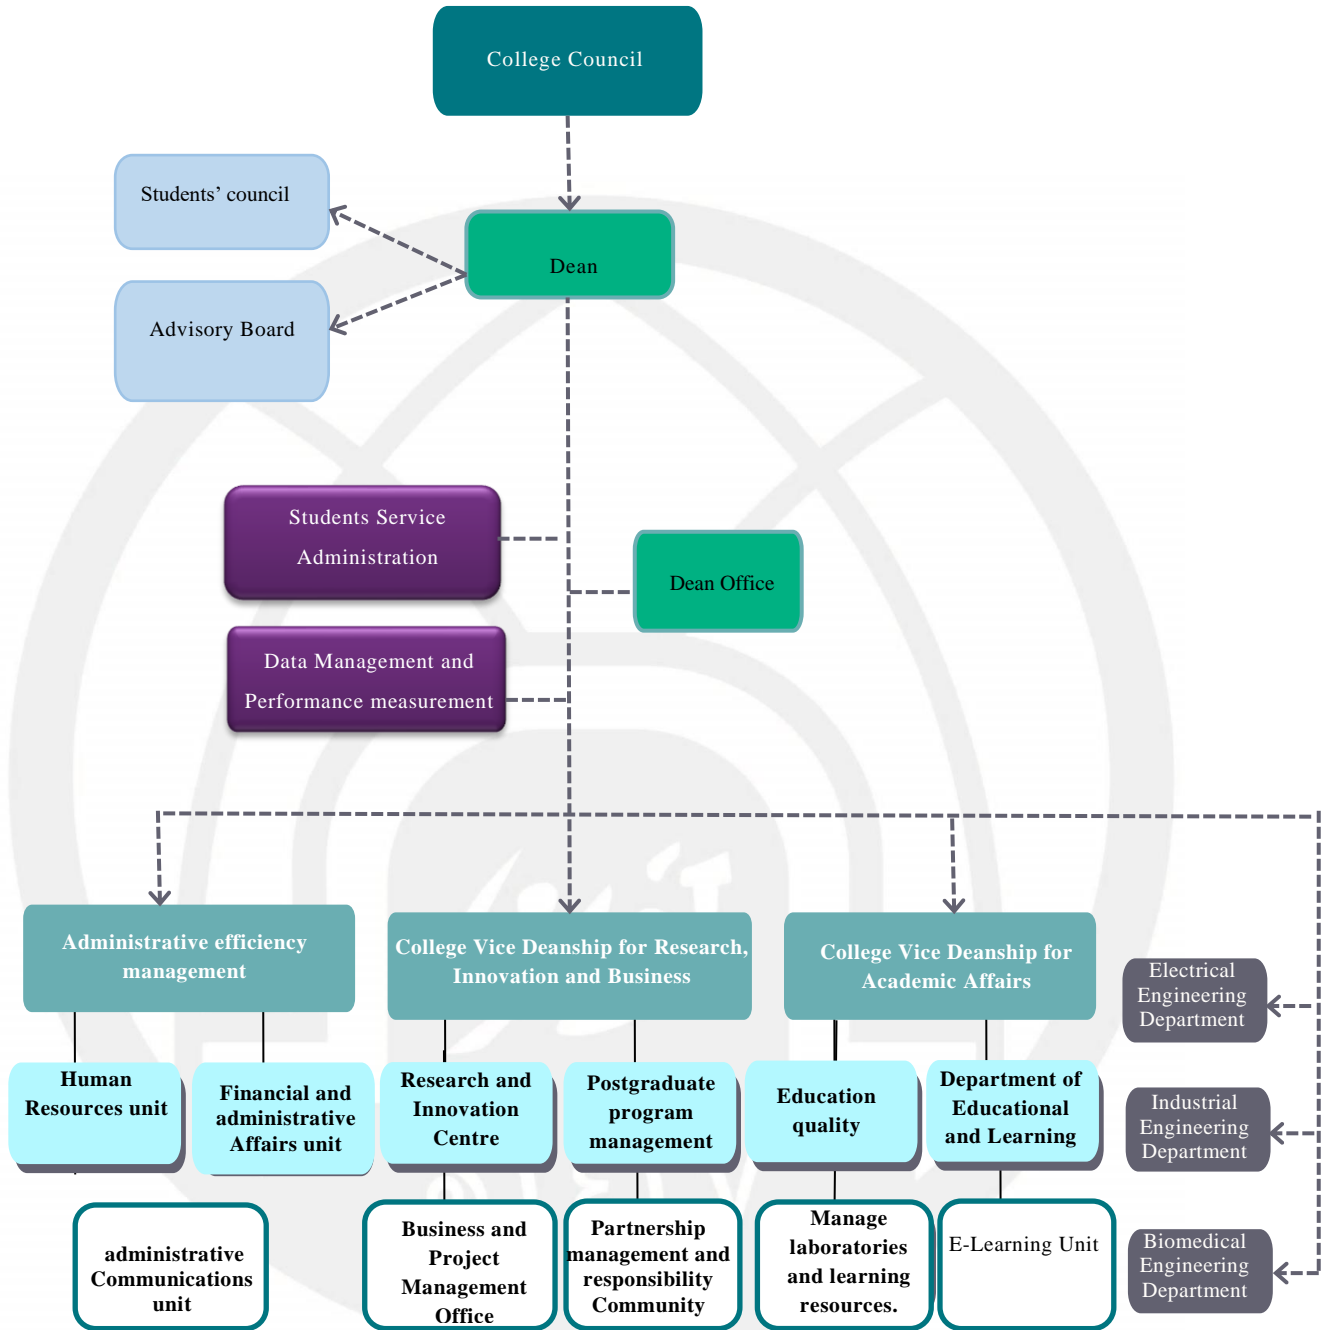 College Council
Students’ council
Dean
Advisory Board
Students Service
Administration
Dean Office
Data Management and
Performance measurement
Administrative efficiency
management
College Vice Deanship for Research,
Innovation and Business
College Vice Deanship for
Academic Affairs
Electrical
Engineering
Department
Human
Resources unit
Financial and
administrative
Affairs unit
Research and
Innovation
Centre
Postgraduate
program
management
Education
quality
Department of
Educational
and Learning
Industrial
Engineering
Department
administrative
Communications
unit
Business and
Project
Management
Office
Partnership
management and
responsibility
Community
Manage
laboratories
and learning
resources.
E-Learning Unit
Biomedical
Engineering
Department